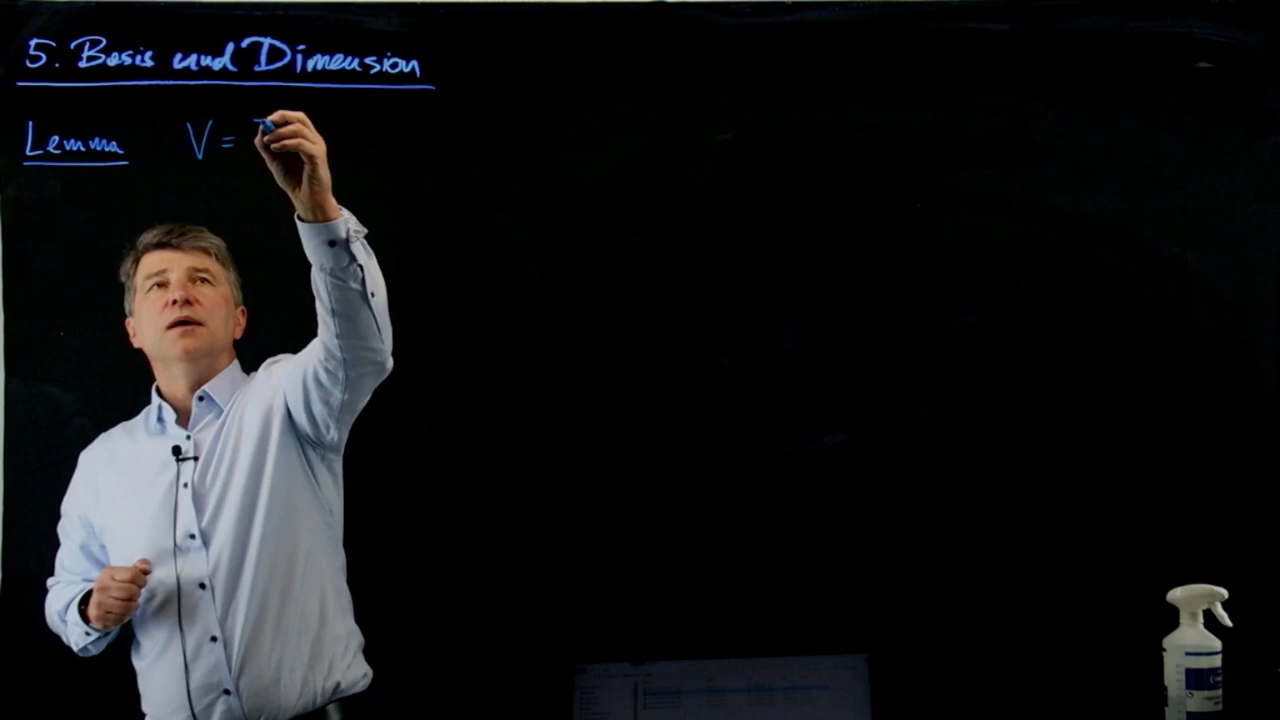 5. Basis und Dimension
Lemma V =